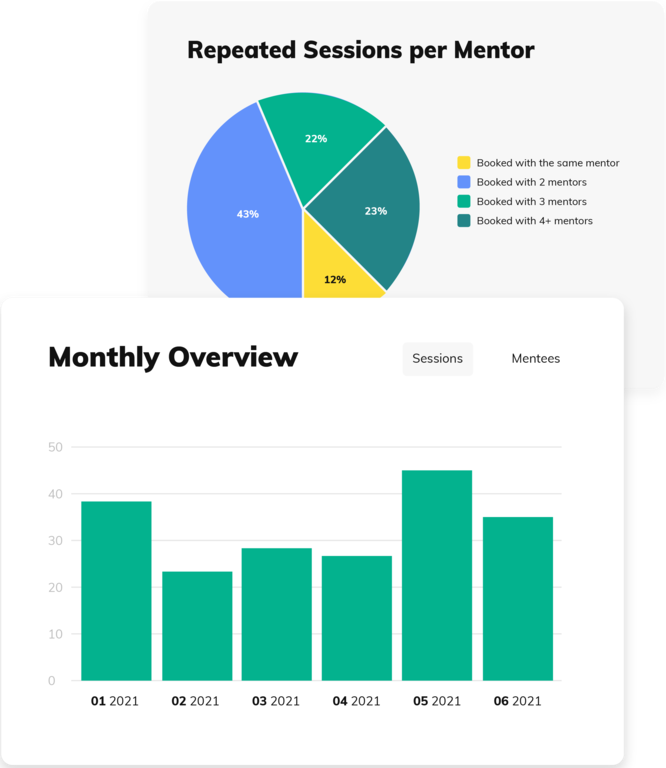 Repeated Sessions per Mentor
22%
43%
23%
12%
Booked with the same mentor
Booked with 2 mentors
Booked with 3 mentors
Booked with 4+ mentors
Monthly Overview
Sessions
Mentees
50
40
30
20
10
0
01 2021
02 2021
03 2021
04 2021
05 2021
06 2021